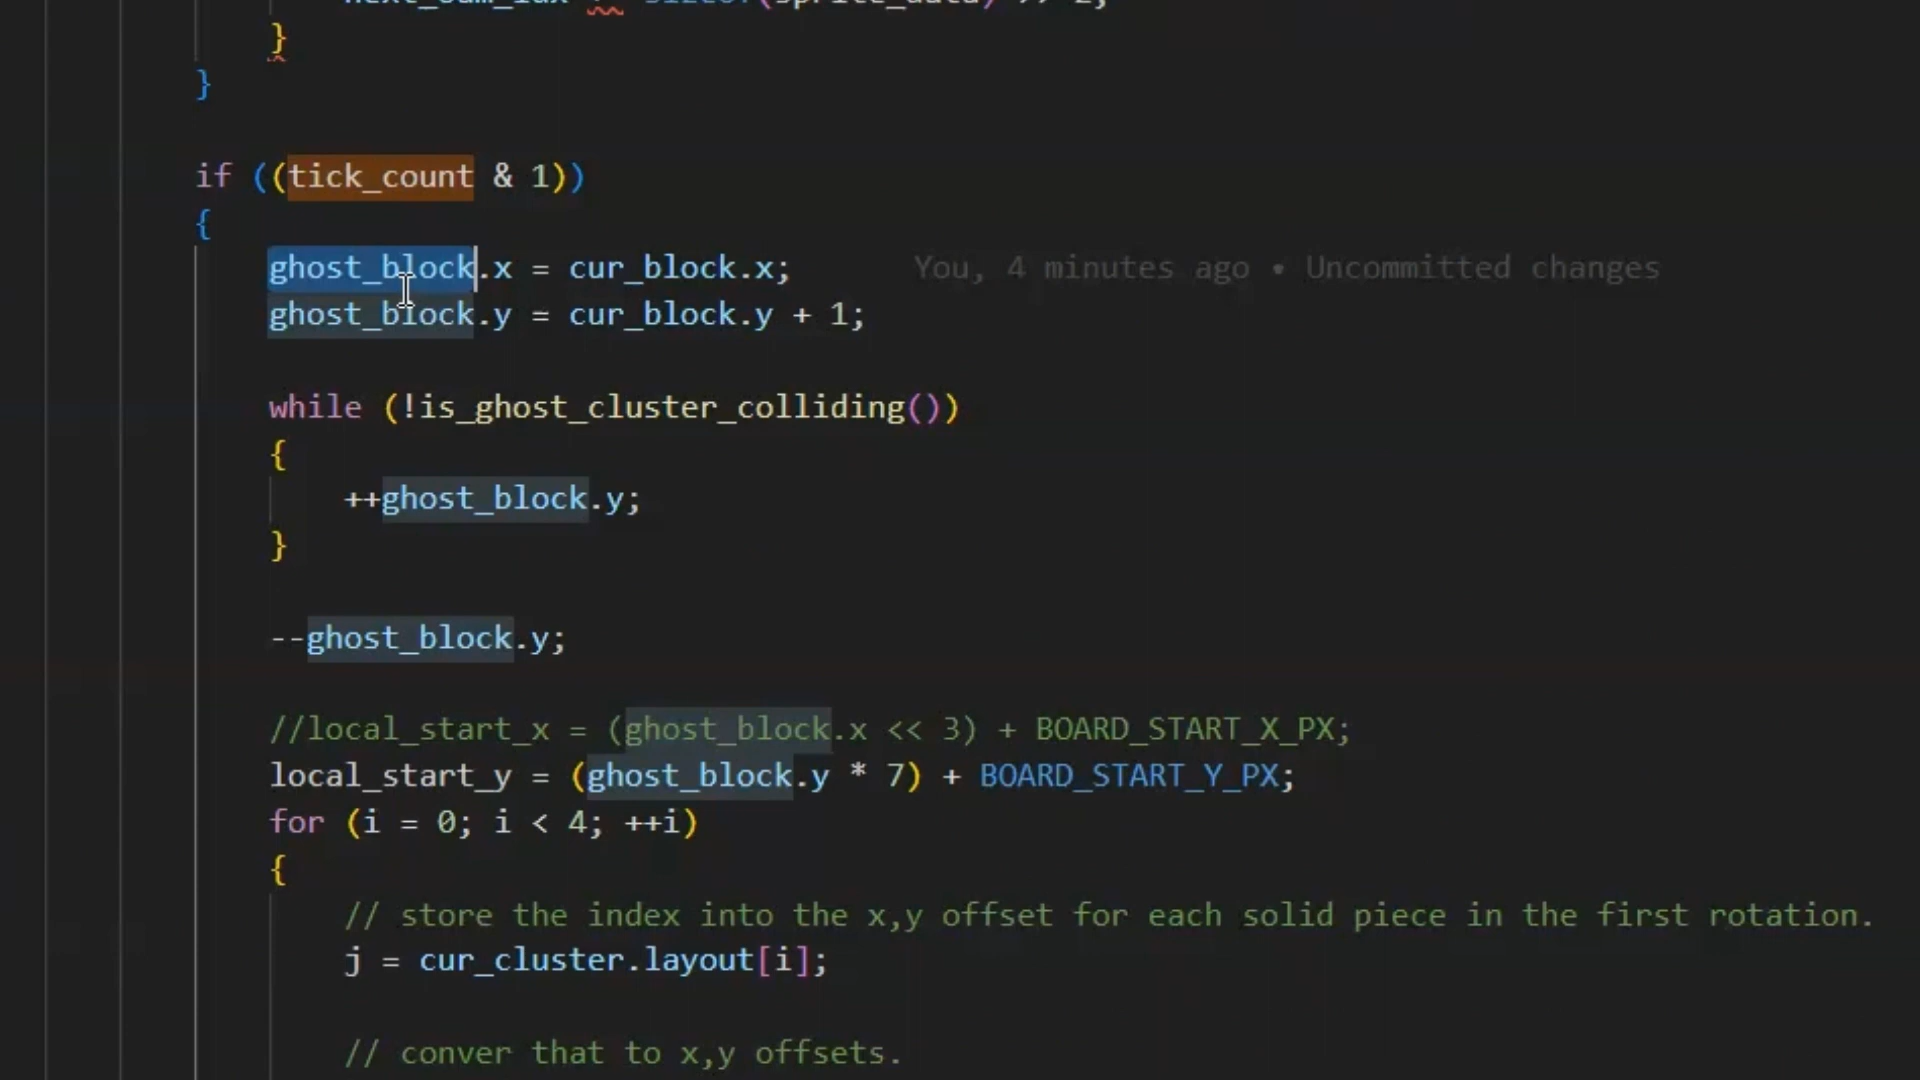 }
}
if ((tick_count & 1))
{
ghost_block.x = cur_block.x; You, 4 minutes ago • Uncommitted changes
ghost_block.y = cur_block.y + 1;
while (!is_ghost_cluster_colliding())
{
++ghost_block.y;
}
--ghost_block.y;
//local_start_x = (ghost_block.x << 3) + BOARD_START_X_PX;
local_start_y = (ghost_block.y * 7) + BOARD_START_Y_PX;
for (i = 0; i < 4; ++i)
{
// store the index into the x,y offset for each solid piece in the first rotation.
j = cur_cluster.layout[i];
// conver that to x,y offsets.